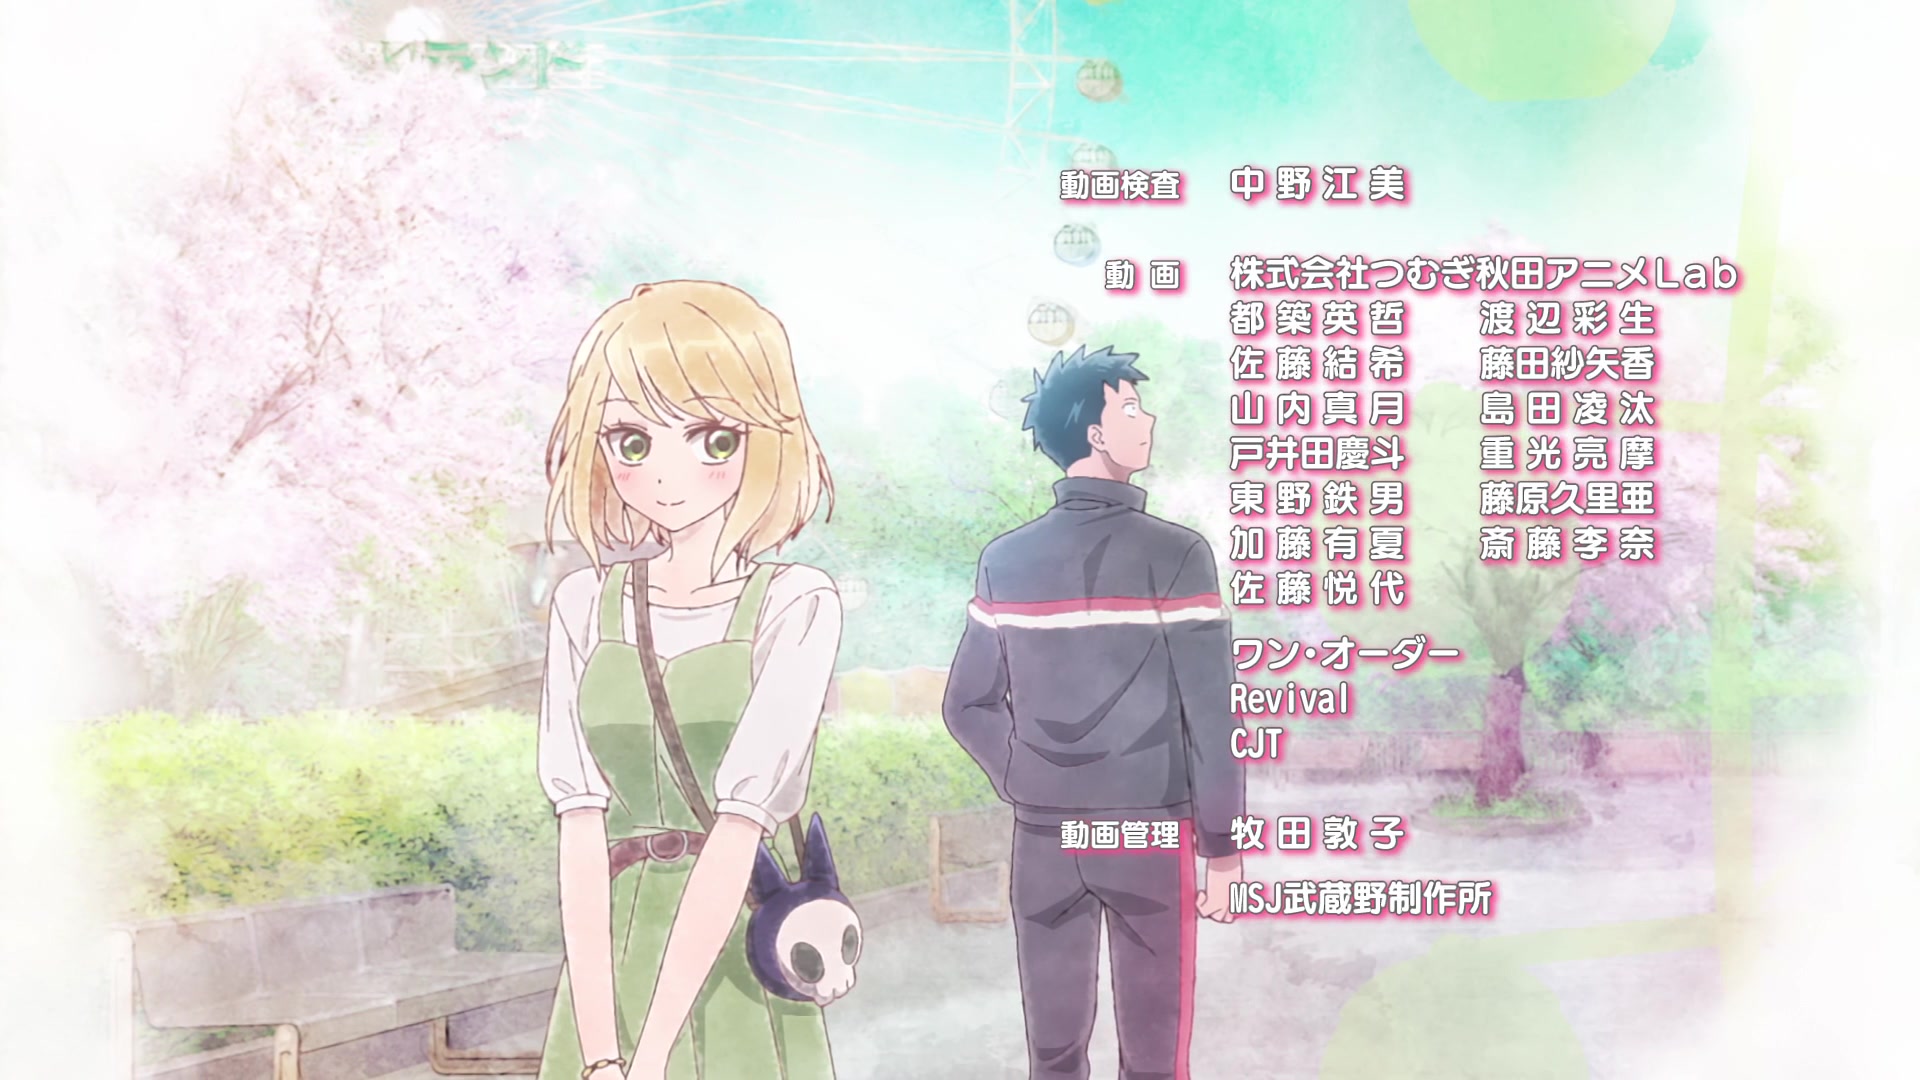 動画検査 中野江美
動画 株式会社つむぎ秋田アニメLab
都築英哲 渡辺彩生
佐藤結希 藤田紗矢香
山内真月 島田凌汰
戸井田慶斗 重光亮摩
東野鉄男 藤原久里亜
加藤有夏 斎藤李奈
佐藤悦代
ワン・オーダー
Revival
CJT
動画管理 牧田敦子
MSJ武蔵野制作所